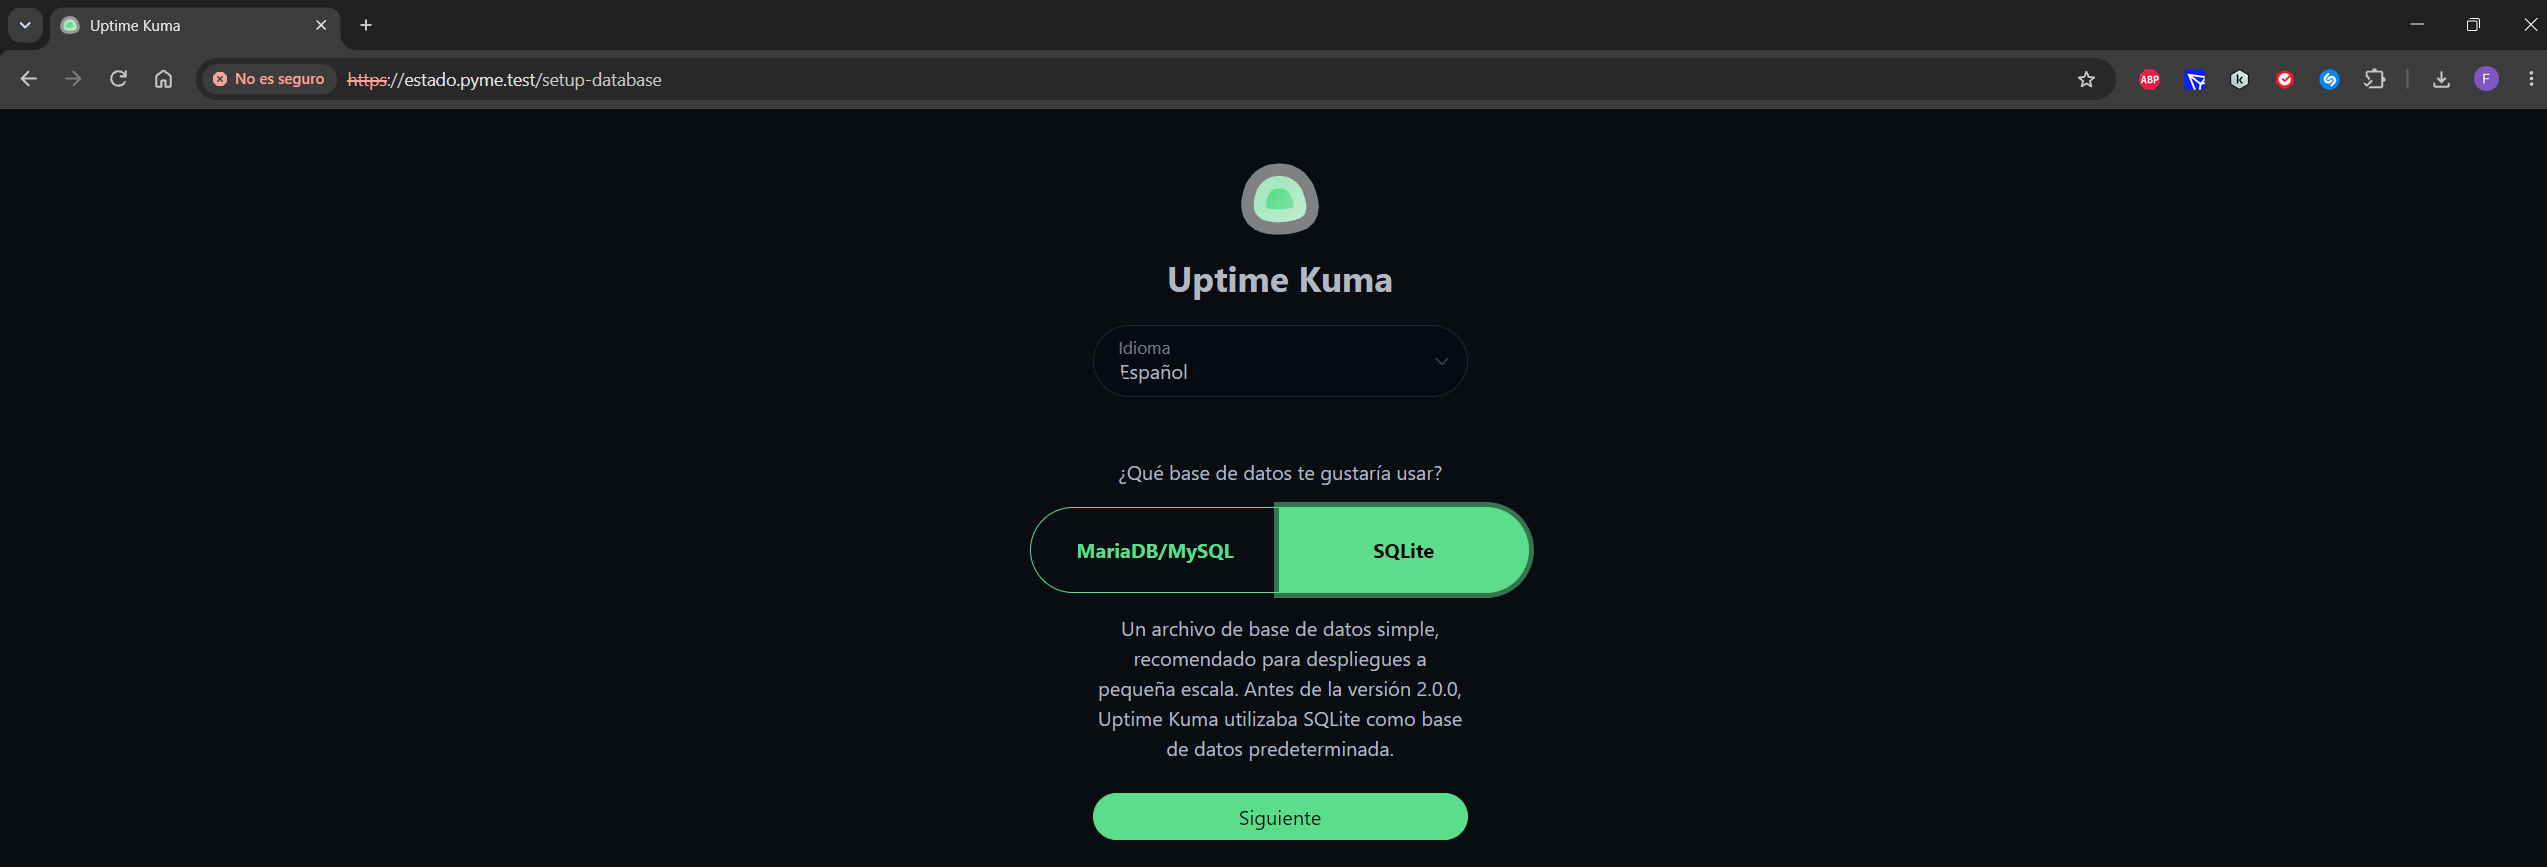 Uptime Kuma
No es seguro
https://estado.pyme.test/setup-database
ABP
k
F
Uptime Kuma
Idioma
Español
¿Qué base de datos te gustaría usar?
MariaDB/MySQL
SQLite
Un archivo de base de datos simple,
recomendado para despliegues a
pequeña escala. Antes de la versión 2.0.0,
Uptime Kuma utilizaba SQLite como base
de datos predeterminada.
Siguiente